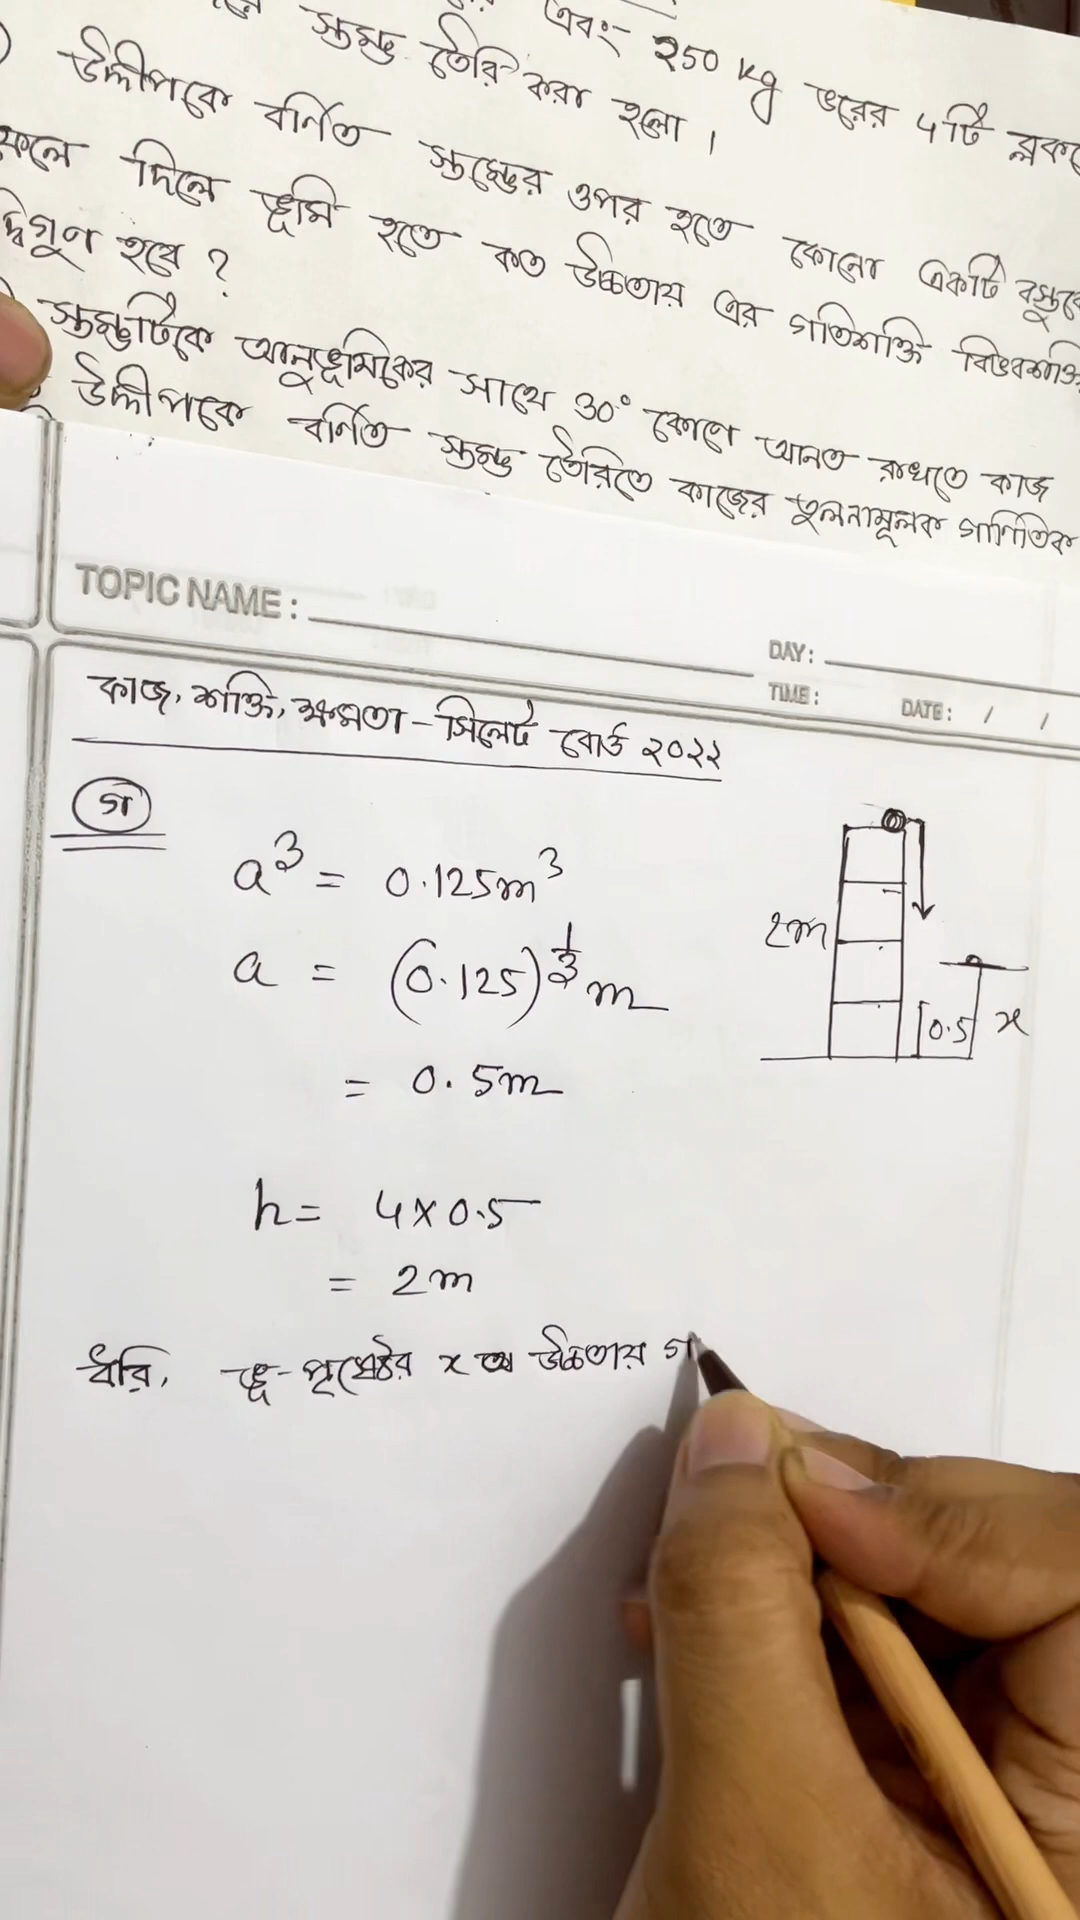 এবং 250 kg ভরের 4টি ব্লক
স্তম্ভ তৈরি করা হলো।
উদ্দীপকে বর্ণিত স্তম্ভের ওপর হতে কোনো একটি বস্তুকে
ফেলে দিলে ভূমি হতে কত উচ্চতায় এর গতিশক্তি বিভবশক্তির
দ্বিগুণ হবে ?
স্তম্ভটিকে আনুভূমিকের সাথে 30° কোণে আনত রাখতে কাজ
উদ্দীপকে বর্ণিত স্তম্ভ তৈরিতে কাজের তুলনামূলক গাণিতিক
TOPIC NAME :
DAY :
TIME :
DATE : / /
কাজ, শক্তি, ক্ষমতা - সিলেট বোর্ড ২০২২
গ
a³ = 0.125m³
a = (0.125)^{1/3} m
= 0.5m
2m
0.5
x
h = 4 × 0.5
= 2m
ধরি, ভূ-পৃষ্ঠের x উচ্চতায় গ